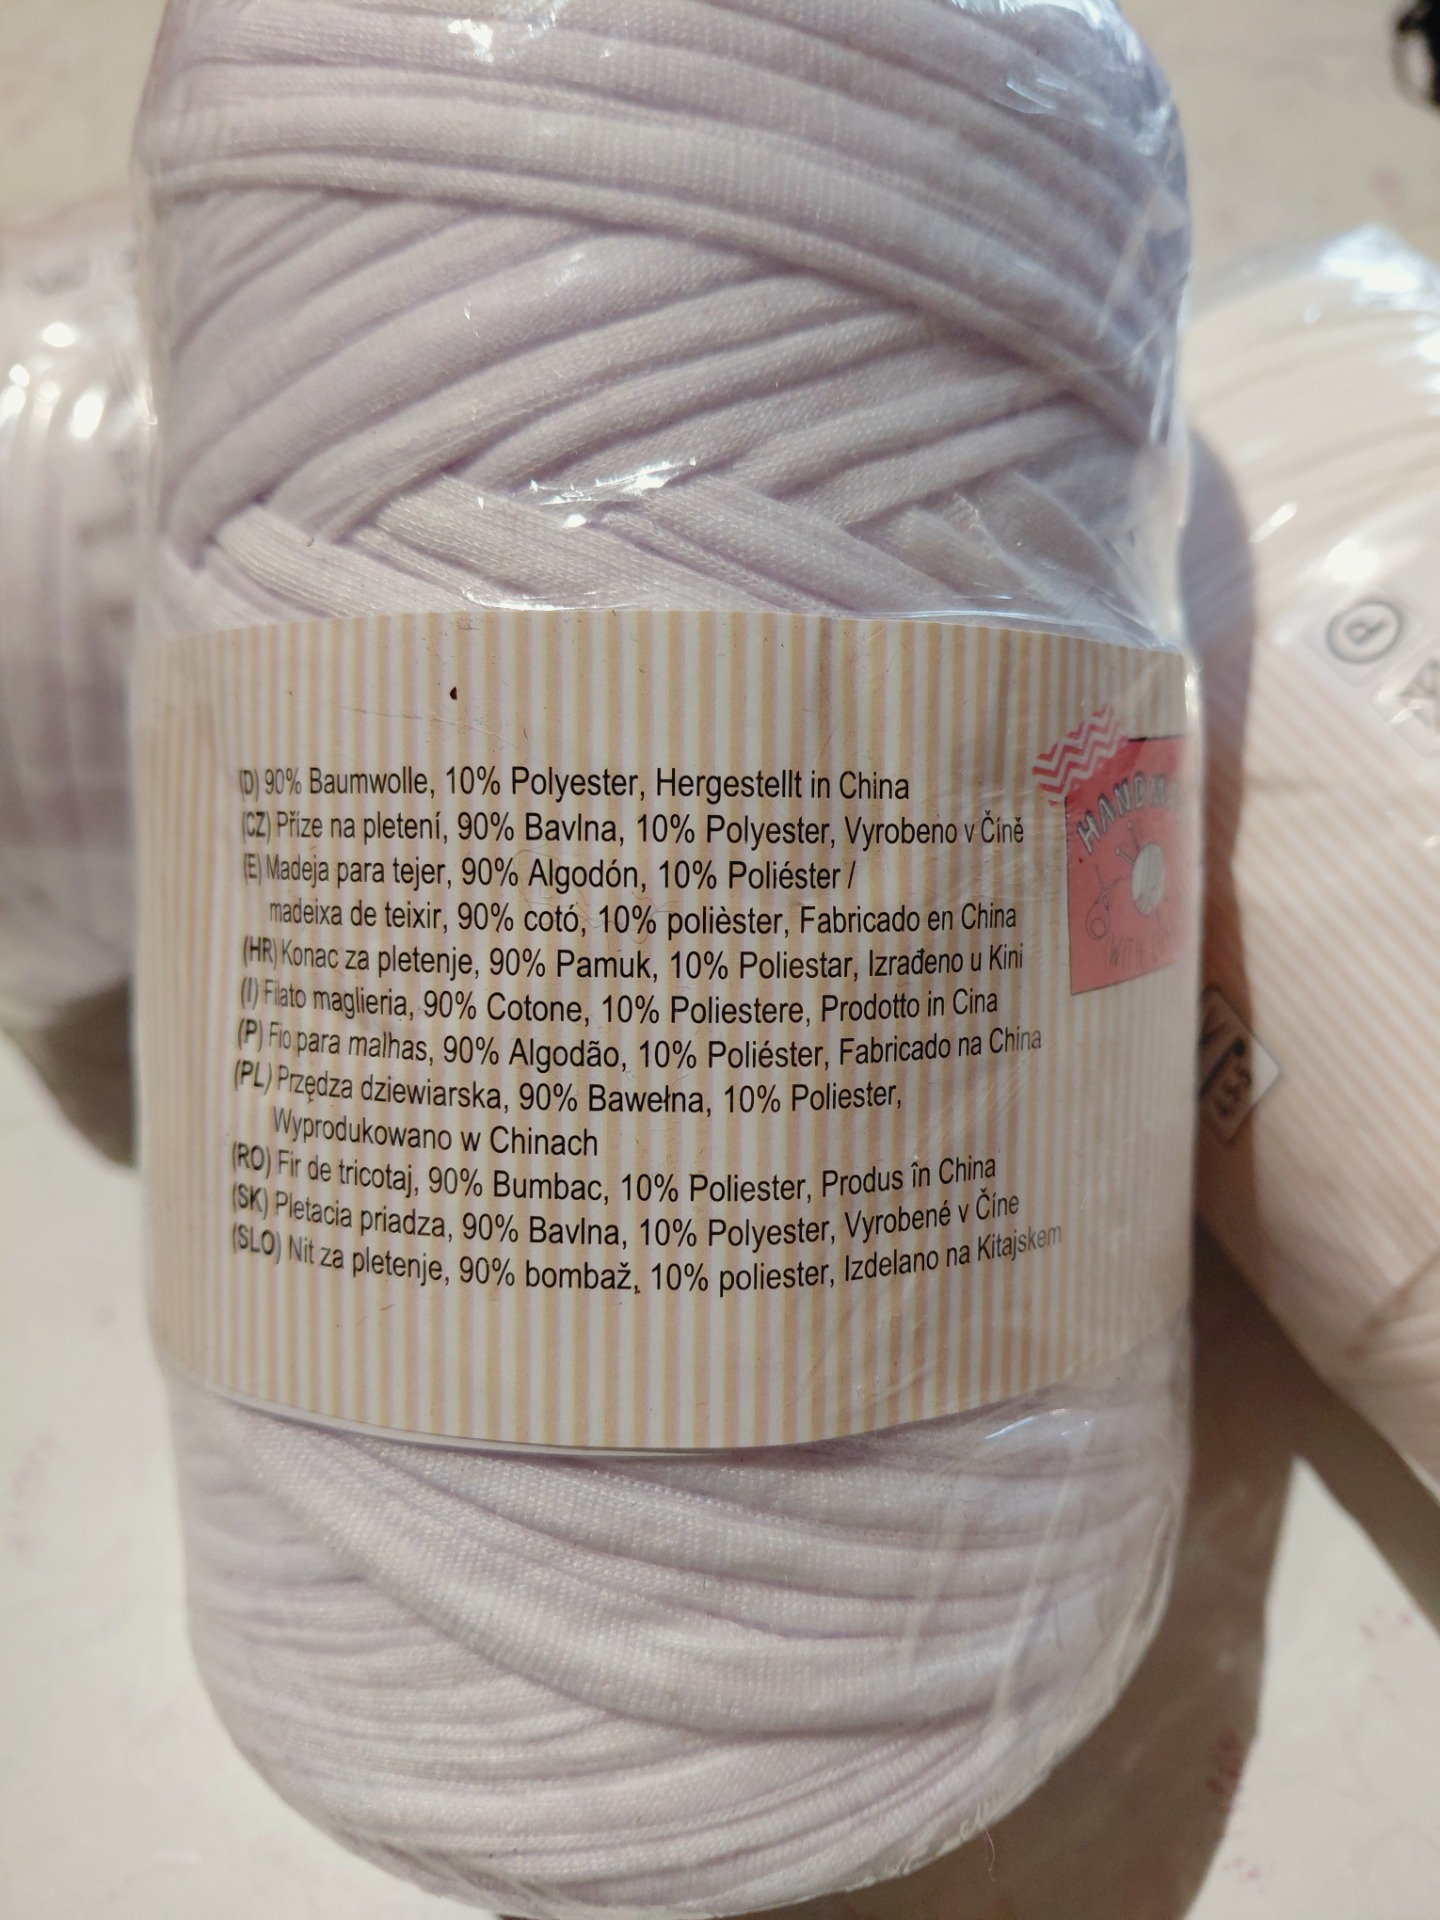 (D) 90% Baumwolle, 10% Polyester, Hergestellt in China
(CZ) Příze na pletení, 90% Bavlna, 10% Polyester, Vyrobeno v Číně
(E) Madeja para tejer, 90% Algodón, 10% Poliéster /
madeixa de teixir, 90% cotó, 10% polièster, Fabricado en China
(HR) Konac za pletenje, 90% Pamuk, 10% Poliestar, Izrađeno u Kini
(I) Filato maglieria, 90% Cotone, 10% Poliestere, Prodotto in Cina
(P) Fio para malhas, 90% Algodão, 10% Poliéster, Fabricado na China
(PL) Przędza dziewiarska, 90% Bawełna, 10% Poliester,
Wyprodukowano w Chinach
(RO) Fir de tricotaj, 90% Bumbac, 10% Poliester, Produs în China
(SK) Pletacia priadza, 90% Bavlna, 10% Polyester, Vyrobené v Číne
(SLO) Nit za pletenje, 90% bombaž, 10% poliester, Izdelano na Kitajskem
WITH
P